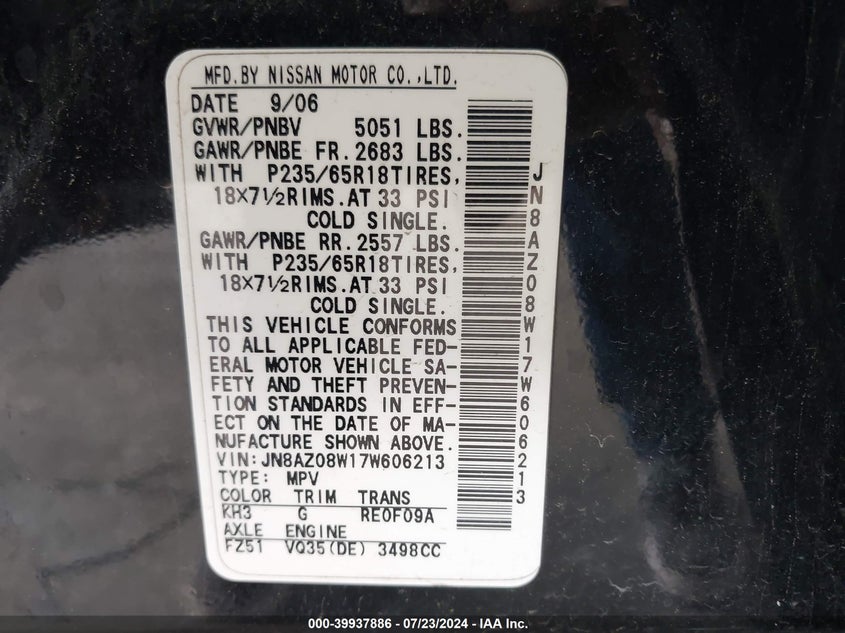 MFD.BY NISSAN MOTOR CO.,LTD.
DATE 9/06
GVWR/PNBV 5051 LBS.
GAWR/PNBE FR.2683 LBS.
WITH P235/65R18TIRES,
18×7½RIMS.AT 33 PSI
COLD SINGLE.
GAWR/PNBE RR.2557 LBS.
WITH P235/65R18TIRES,
18×7½RIMS.AT 33 PSI
COLD SINGLE.
THIS VEHICLE CONFORMS
TO ALL APPLICABLE FED-
ERAL MOTOR VEHICLE SA-
FETY AND THEFT PREVEN-
TION STANDARDS IN EFF-
ECT ON THE DATE OF MA-
NUFACTURE SHOWN ABOVE.
VIN:JN8AZ08W17W606213
TYPE: MPV
COLOR TRIM TRANS
KH3 G RE0F09A
AXLE ENGINE
FZ51 VQ35(DE) 3498CC
JN8AZ08W17W606213
000-39937886 - 07/23/2024 - IAA Inc.